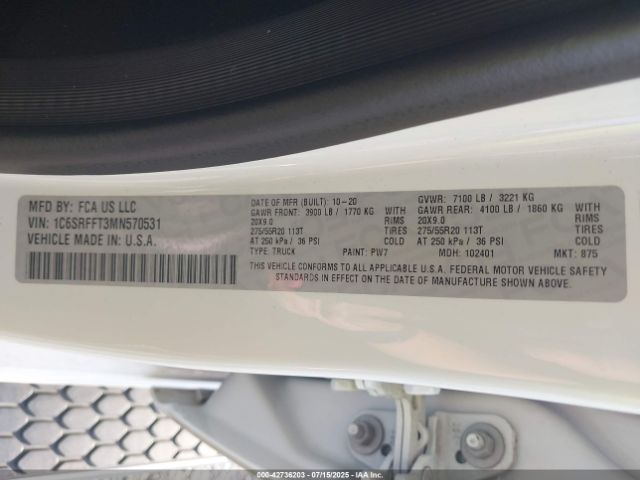 MFD BY: FCA US LLC
VIN: 1C6SRFFT3MN570531
VEHICLE MADE IN: U.S.A.
DATE OF MFR (BUILT): 10-20
GAWR FRONT: 3900 LB / 1770 KG
WITH
20X9.0
RIMS
275/55R20 113T
TIRES
AT 250 kPa / 36 PSI
COLD
TYPE: TRUCK
PAINT: PW7
GVWR: 7100 LB / 3221 KG
GAWR REAR: 4100 LB / 1860 KG
WITH
20X9.0
RIMS
275/55R20 113T
TIRES
AT 250 kPa / 36 PSI
COLD
MDH: 102401
MKT: 875
THIS VEHICLE CONFORMS TO ALL APPLICABLE U.S.A. FEDERAL MOTOR VEHICLE SAFETY
STANDARDS IN EFFECT ON THE DATE OF MANUFACTURE SHOWN ABOVE.
© - 42736203 - 07/15/2025 - IAAI.COM